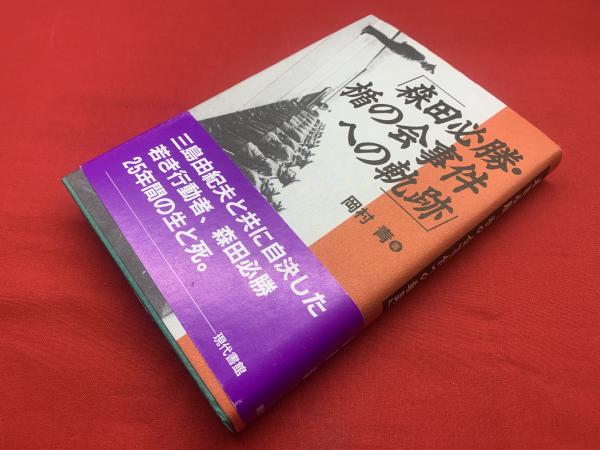 「森田必勝・
楯の会事件
への軌跡」
岡村 青 著
三島由紀夫と共に自決した
若き行動者、森田必勝
25年間の生と死。
現代書館